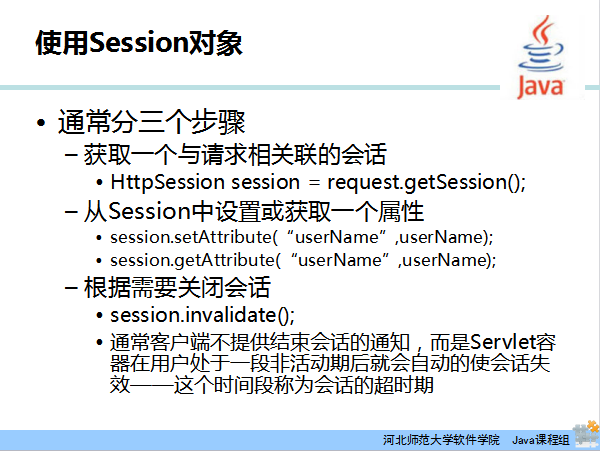 使用Session对象
Java
• 通常分三个步骤
– 获取一个与请求相关联的会话
• HttpSession session = request.getSession();
– 从Session中设置或获取一个属性
• session.setAttribute(“userName”,userName);
• session.getAttribute(“userName”,userName);
– 根据需要关闭会话
• session.invalidate();
• 通常客户端不提供结束会话的通知，而是Servlet容
器在用户处于一段非活动期后就会自动的使会话失
效——这个时间段称为会话的超时期
河北师范大学软件学院 Java课程组